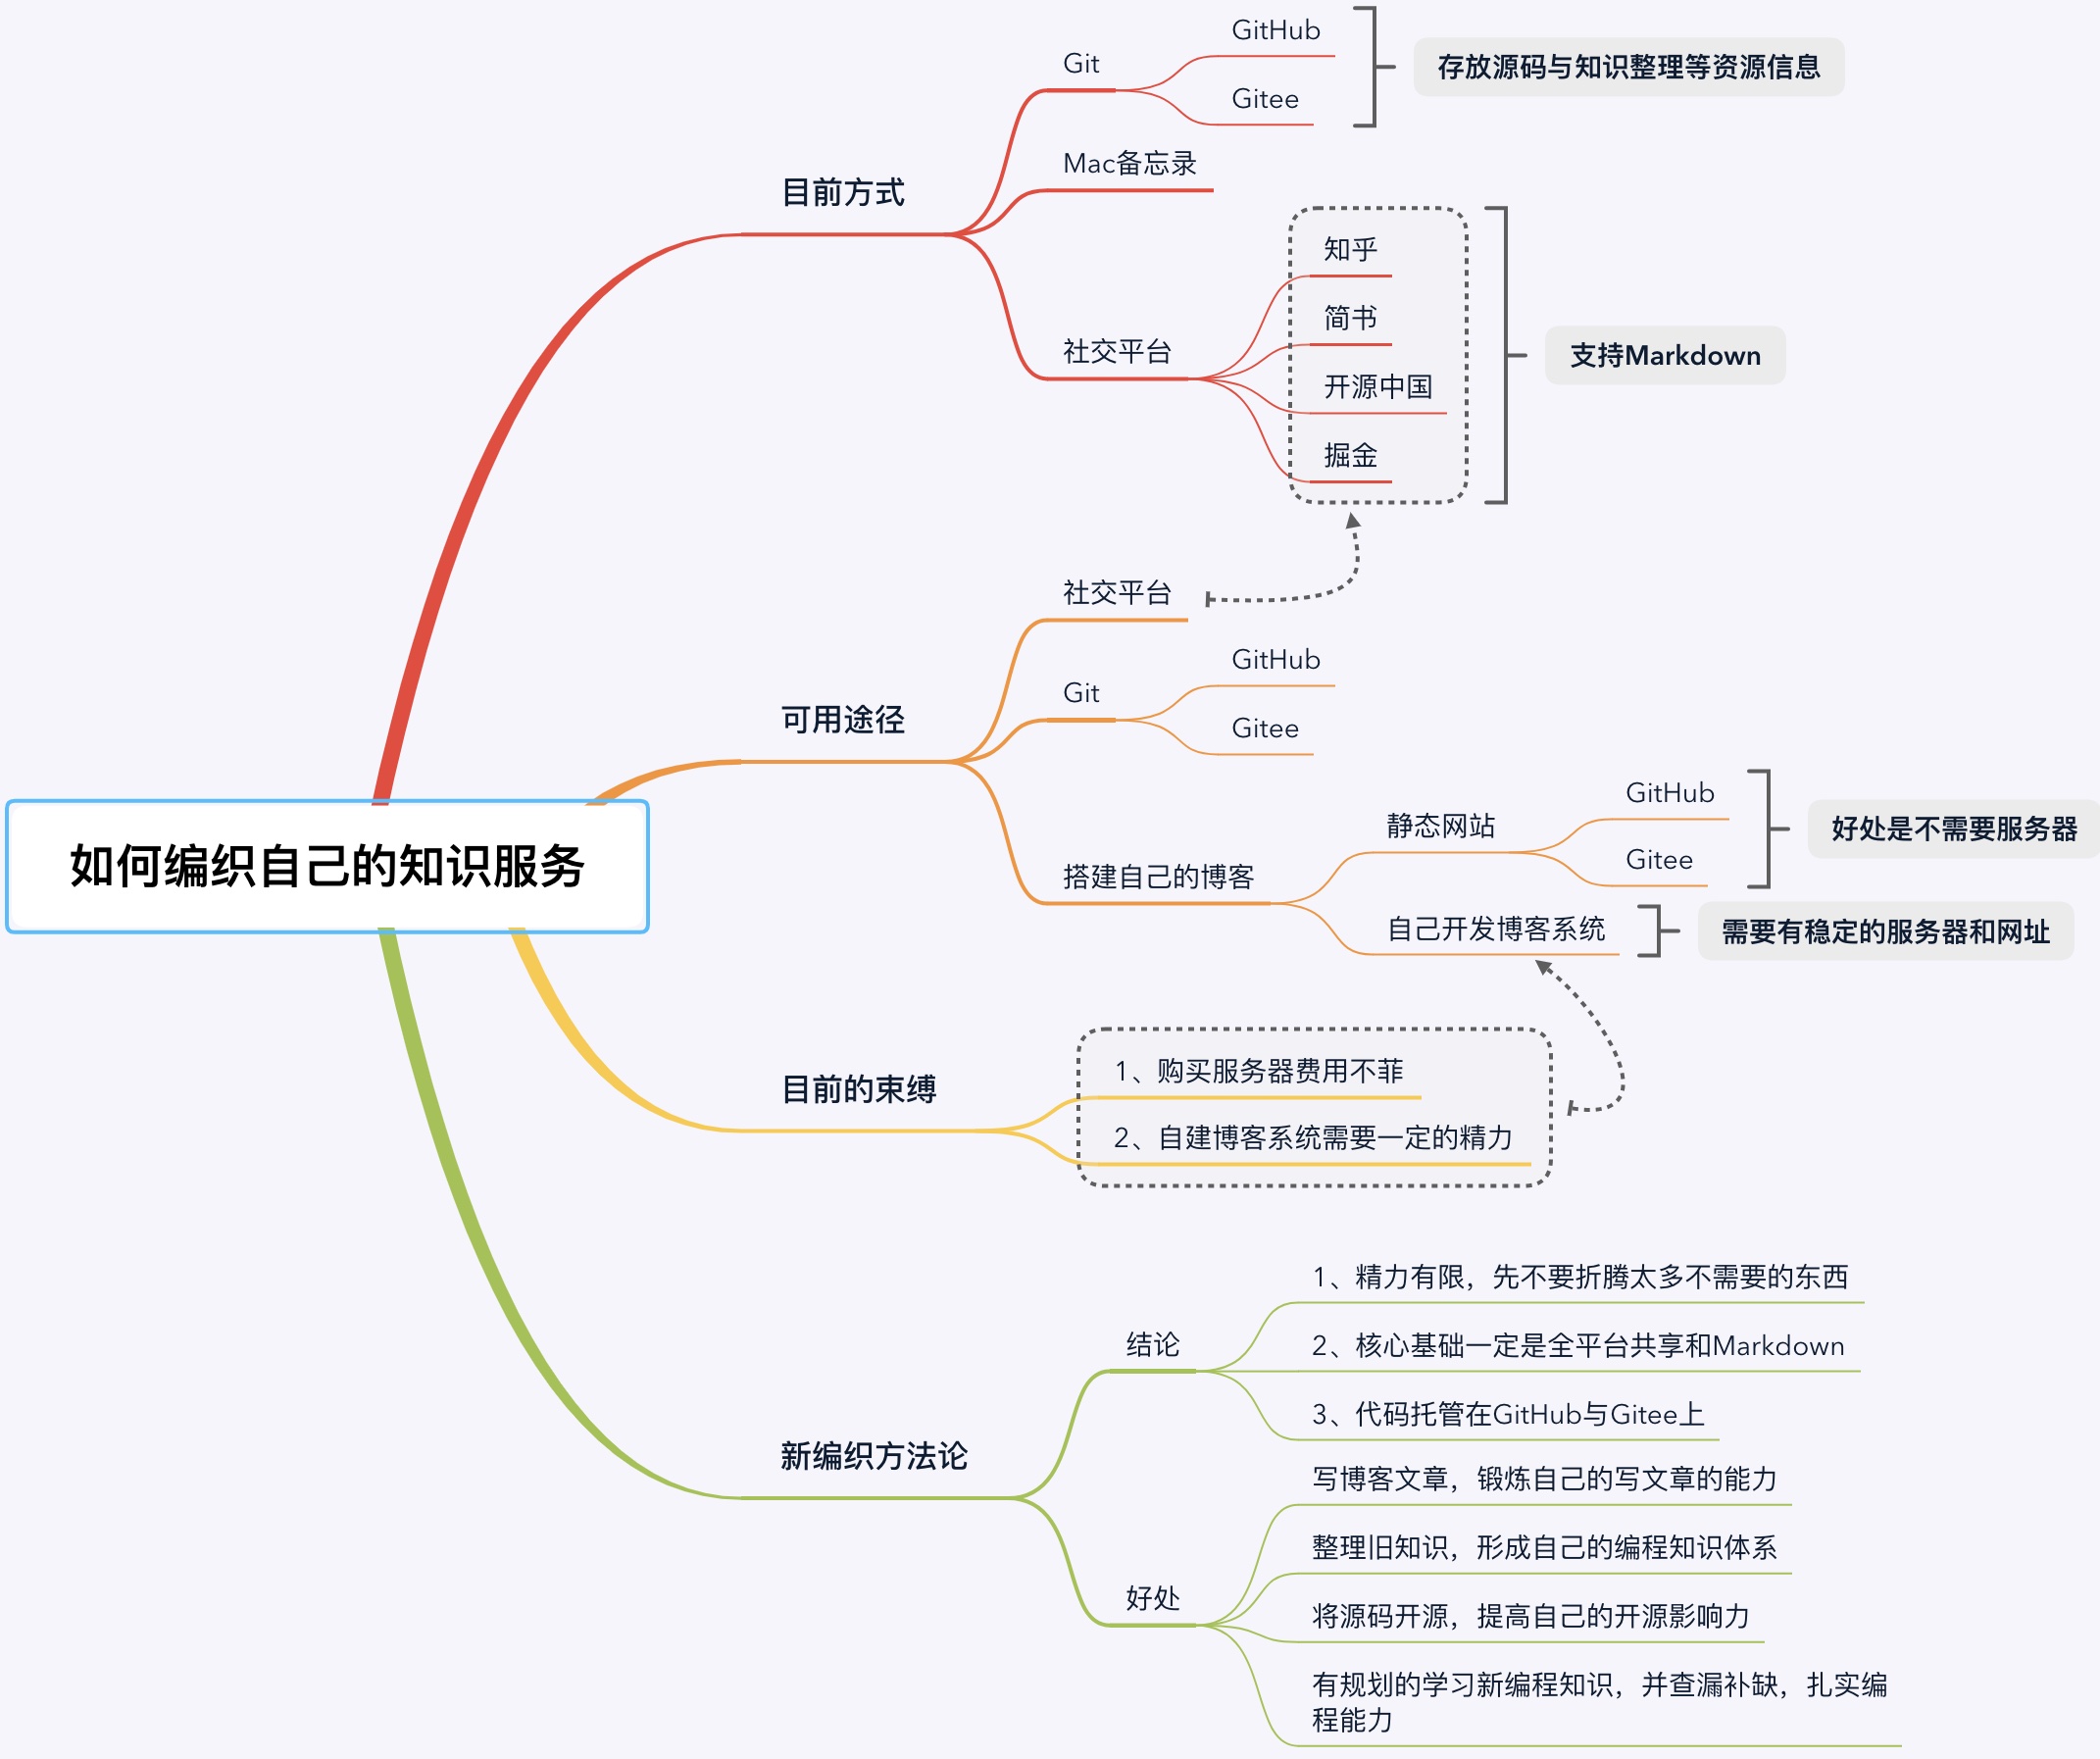 如何编织自己的知识服务
目前方式
Git
GitHub
Gitee
存放源码与知识整理等资源信息
Mac备忘录
社交平台
知乎
简书
开源中国
掘金
支持Markdown
可用途径
社交平台
Git
GitHub
Gitee
搭建自己的博客
静态网站
GitHub
Gitee
好处是不需要服务器
自己开发博客系统
需要有稳定的服务器和网址
目前的束缚
1、购买服务器费用不菲
2、自建博客系统需要一定的精力
新编织方法论
结论
1、精力有限，先不要折腾太多不需要的东西
2、核心基础一定是全平台共享和Markdown
3、代码托管在GitHub与Gitee上
好处
写博客文章，锻炼自己的写文章的能力
整理旧知识，形成自己的编程知识体系
将源码开源，提高自己的开源影响力
有规划的学习新编程知识，并查漏补缺，扎实编
程能力